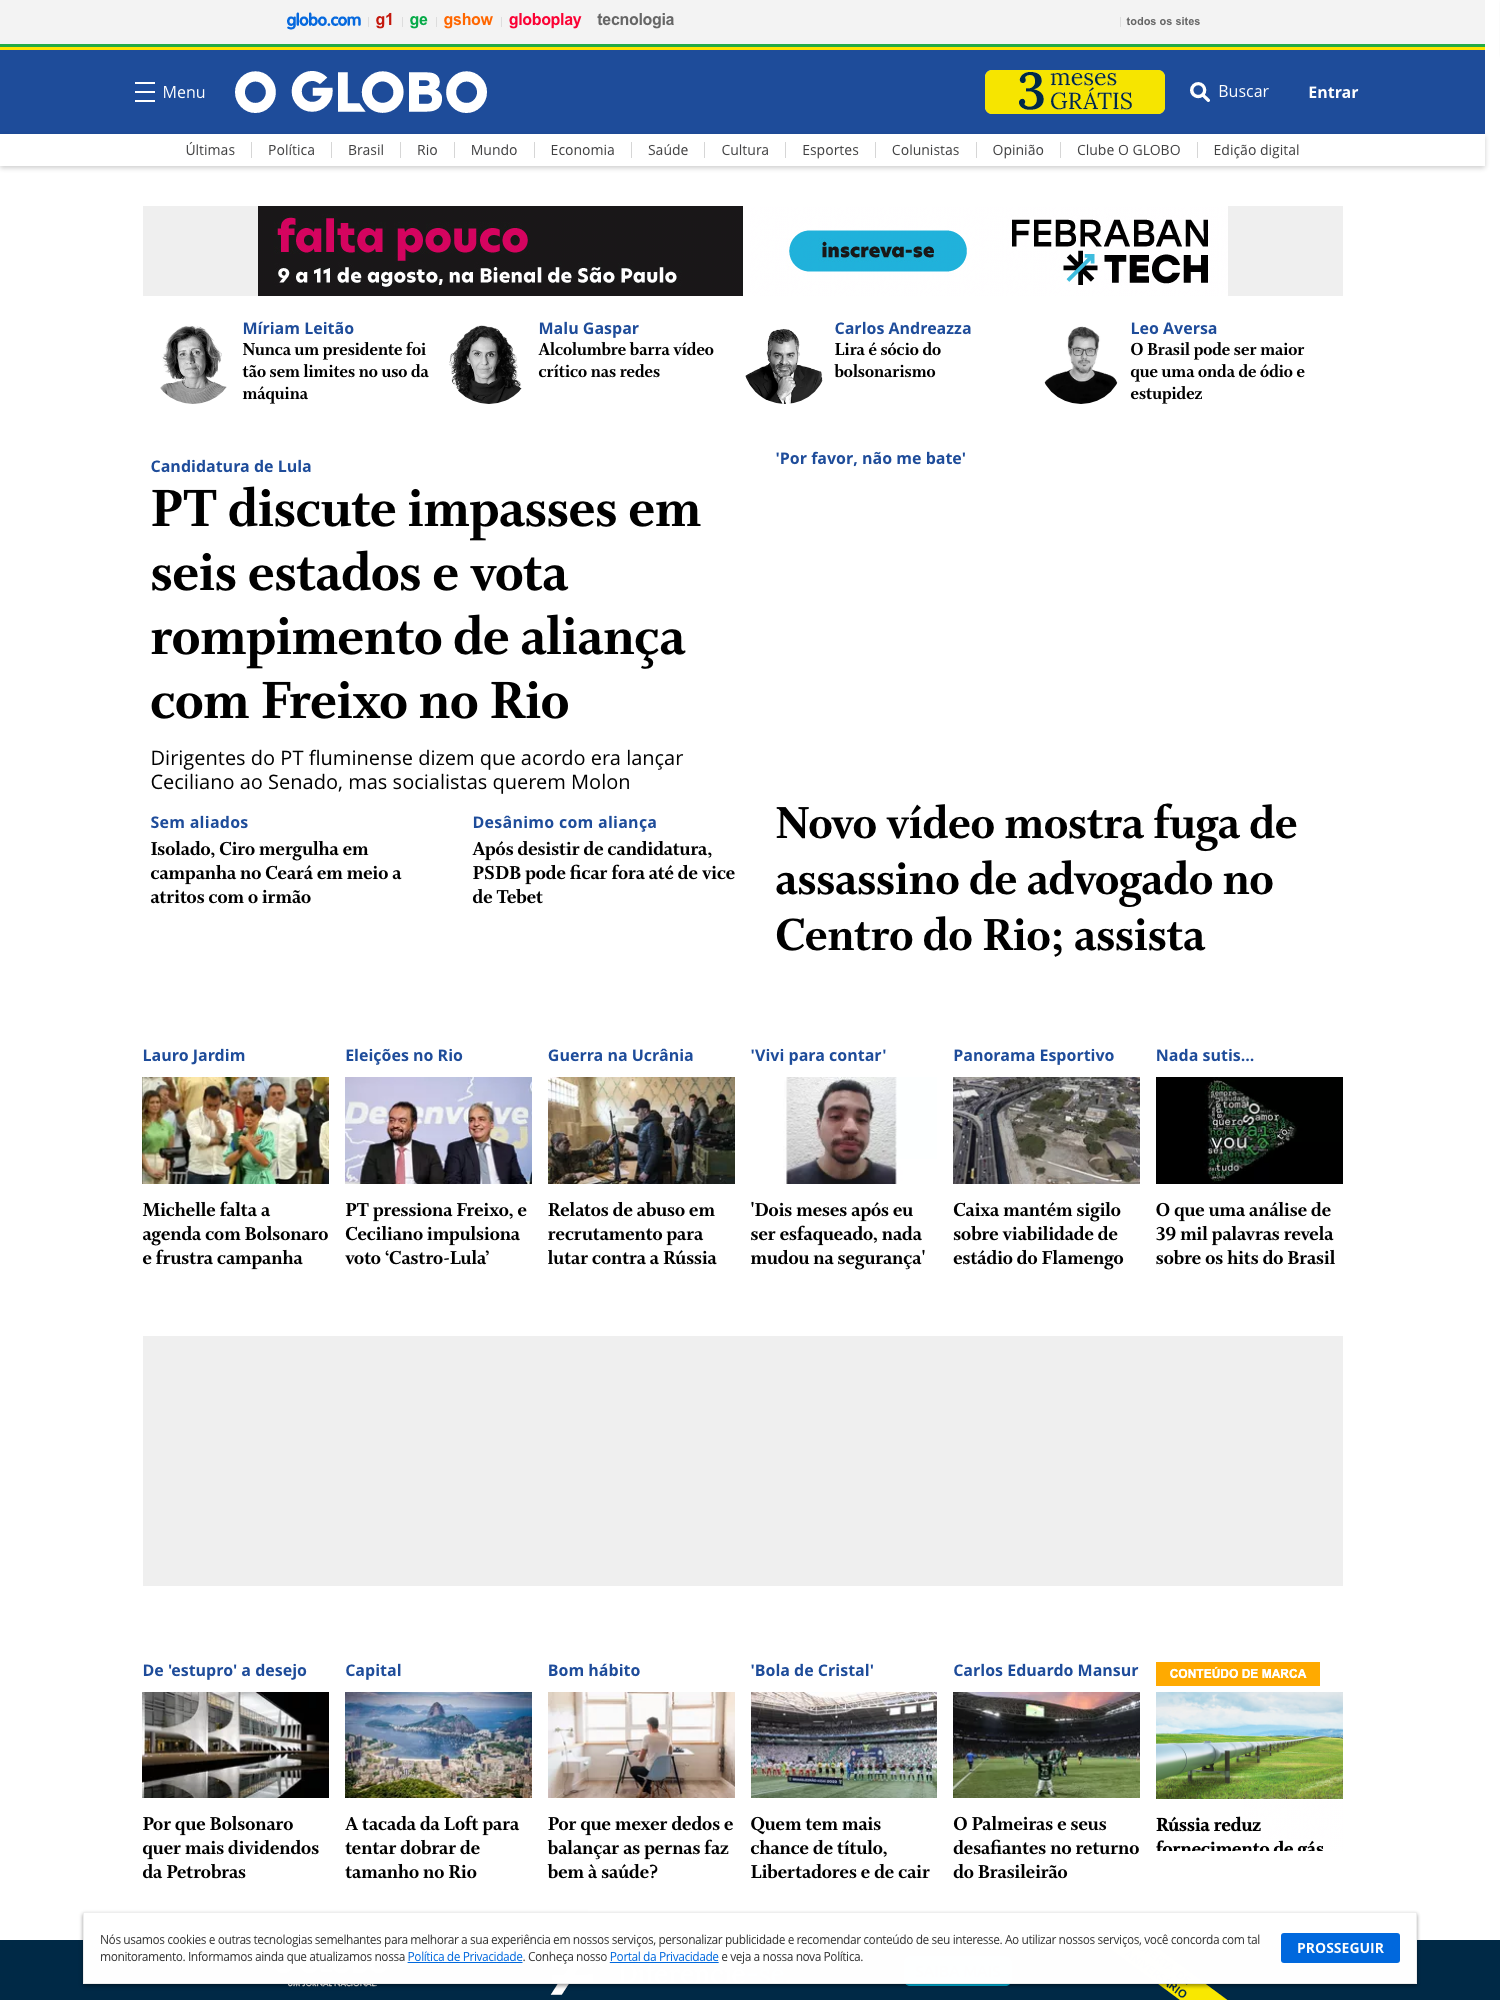 globo.com
g1
ge
gshow
globoplay
tecnologia
todos os sites
Menu
O GLOBO
3 meses GRÁTIS
Buscar
Entrar
Últimas
Política
Brasil
Rio
Mundo
Economia
Saúde
Cultura
Esportes
Colunistas
Opinião
Clube O GLOBO
Edição digital
falta pouco
9 a 11 de agosto, na Bienal de São Paulo
inscreva-se
FEBRABAN
TECH
Míriam Leitão
Nunca um presidente foi
tão sem limites no uso da
máquina
Malu Gaspar
Alcolumbre barra vídeo
crítico nas redes
Carlos Andreazza
Lira é sócio do
bolsonarismo
Leo Aversa
O Brasil pode ser maior
que uma onda de ódio e
estupidez
Candidatura de Lula
PT discute impasses em
seis estados e vota
rompimento de aliança
com Freixo no Rio
Dirigentes do PT fluminense dizem que acordo era lançar
Ceciliano ao Senado, mas socialistas querem Molon
Sem aliados
Isolado, Ciro mergulha em
campanha no Ceará em meio a
atritos com o irmão
Desânimo com aliança
Após desistir de candidatura,
PSDB pode ficar fora até de vice
de Tebet
'Por favor, não me bate'
Novo vídeo mostra fuga de
assassino de advogado no
Centro do Rio; assista
Lauro Jardim
Michelle falta a
agenda com Bolsonaro
e frustra campanha
Eleições no Rio
Desenvolve
RJ
PT pressiona Freixo, e
Ceciliano impulsiona
voto ‘Castro-Lula’
Guerra na Ucrânia
Relatos de abuso em
recrutamento para
lutar contra a Rússia
'Vivi para contar'
'Dois meses após eu
ser esfaqueado, nada
mudou na segurança'
Panorama Esportivo
Caixa mantém sigilo
sobre viabilidade de
estádio do Flamengo
Nada sutis...
sempre
toma
amor
quero
vou
so
vai
sei
tudo
O que uma análise de
39 mil palavras revela
sobre os hits do Brasil
De 'estupro' a desejo
Por que Bolsonaro
quer mais dividendos
da Petrobras
Capital
A tacada da Loft para
tentar dobrar de
tamanho no Rio
Bom hábito
Por que mexer dedos e
balançar as pernas faz
bem à saúde?
'Bola de Cristal'
Quem tem mais
chance de título,
Libertadores e de cair
Carlos Eduardo Mansur
O Palmeiras e seus
desafiantes no returno
do Brasileirão
CONTEÚDO DE MARCA
Rússia reduz
fornecimento de gás
Nós usamos cookies e outras tecnologias semelhantes para melhorar a sua experiência em nossos serviços, personalizar publicidade e recomendar conteúdo de seu interesse. Ao utilizar nossos serviços, você concorda com tal
monitoramento. Informamos ainda que atualizamos nossa Política de Privacidade. Conheça nosso Portal da Privacidade e veja a nossa nova Política.
PROSSEGUIR